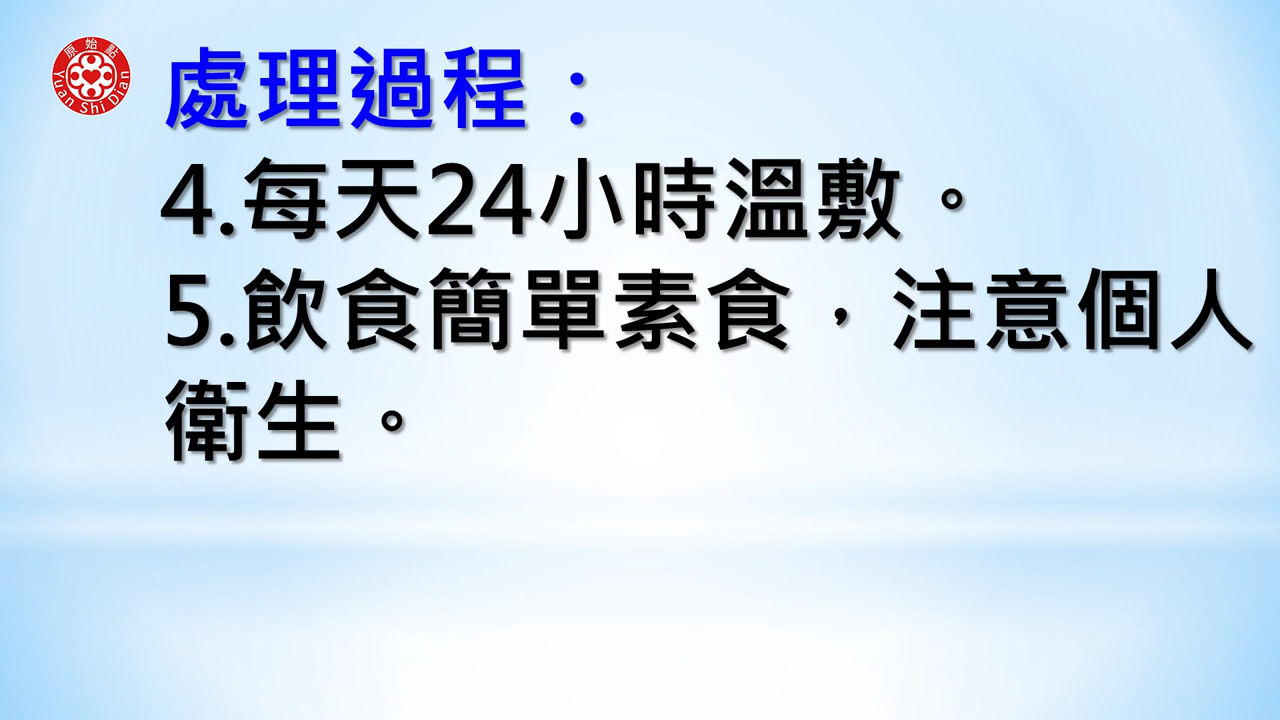 原始點
Yuan Shi Dian
處理過程：
4.每天24小時溫敷。
5.飲食簡單素食，注意個人
衛生。